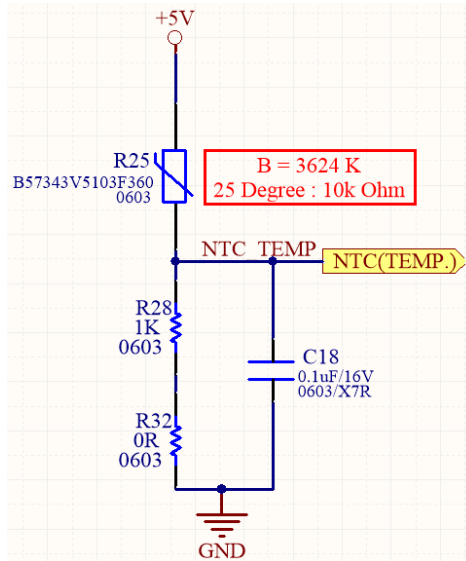 +5V
R25
B57343V5103F360
0603
B = 3624 K
25 Degree : 10k Ohm
NTC_TEMP
NTC(TEMP.)
R28
1K
0603
C18
0.1uF/16V
0603/X7R
R32
0R
0603
GND